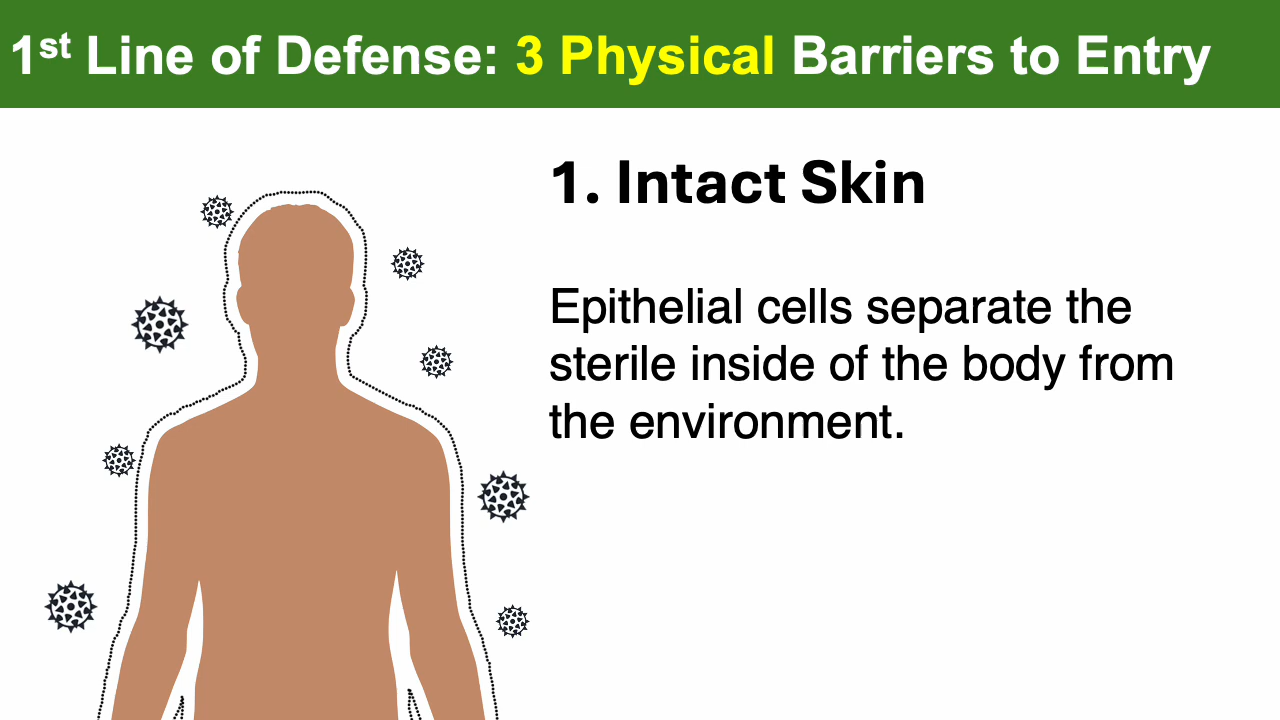 1st Line of Defense: 3 Physical Barriers to Entry
1. Intact Skin
Epithelial cells separate the
sterile inside of the body from
the environment.